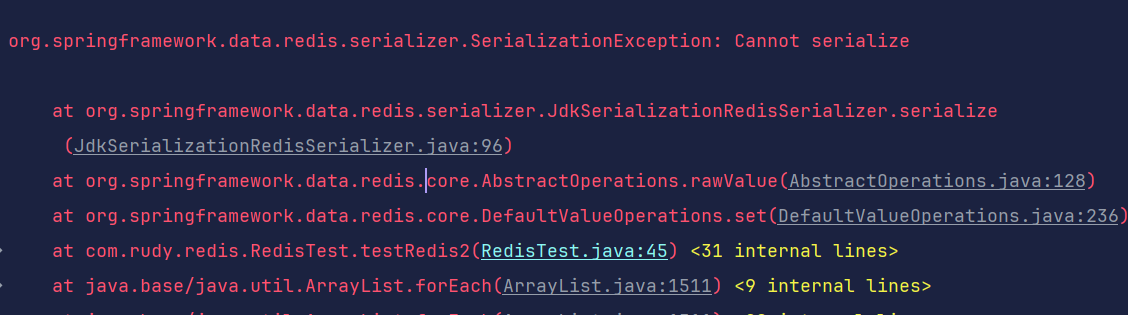 org.springframework.data.redis.serializer.SerializationException: Cannot serialize
at org.springframework.data.redis.serializer.JdkSerializationRedisSerializer.serialize
(JdkSerializationRedisSerializer.java:96)
at org.springframework.data.redis.core.AbstractOperations.rawValue(AbstractOperations.java:128)
at org.springframework.data.redis.core.DefaultValueOperations.set(DefaultValueOperations.java:236)
at com.rudy.redis.RedisTest.testRedis2(RedisTest.java:45) <31 internal lines>
at java.base/java.util.ArrayList.forEach(ArrayList.java:1511) <9 internal lines>